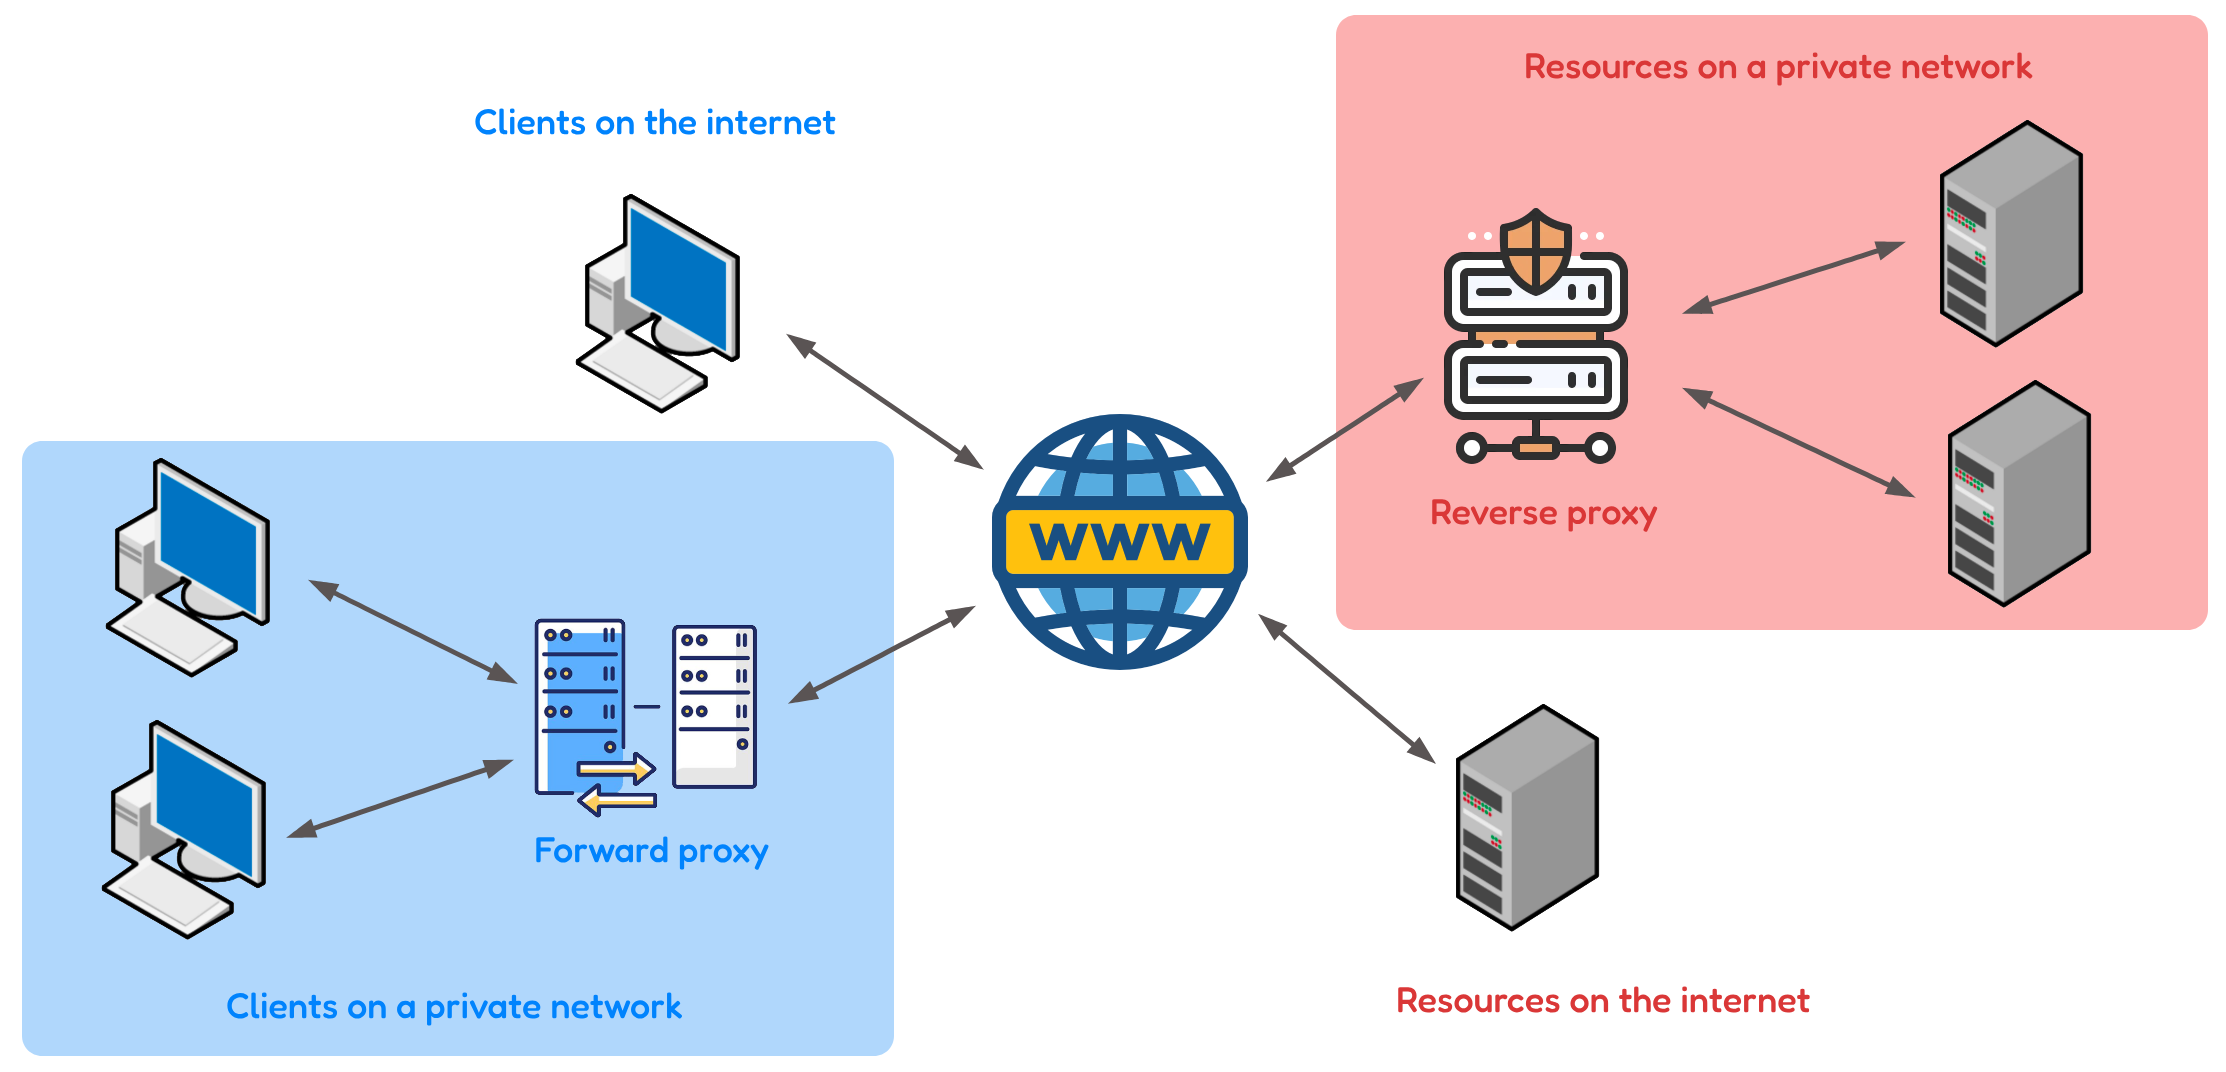 Resources on a private network
Clients on the internet
Reverse proxy
WWW
Forward proxy
Clients on a private network
Resources on the internet